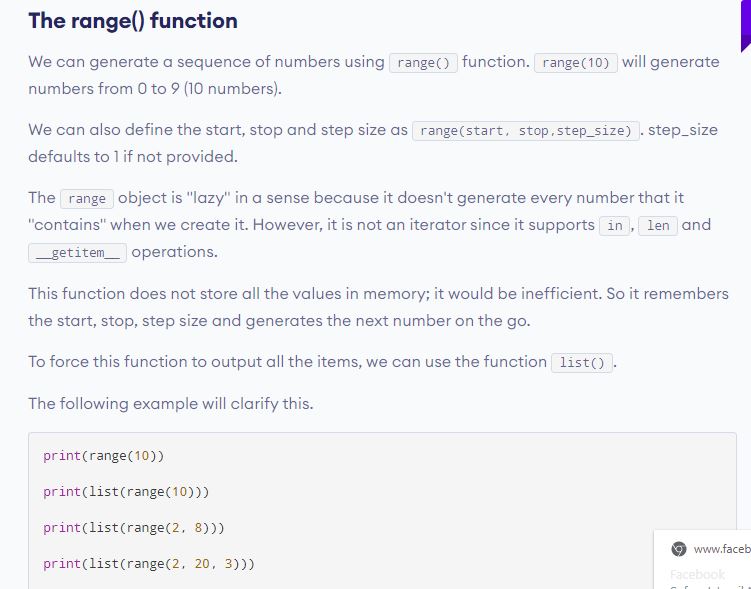 The range() function
We can generate a sequence of numbers using range() function. range(10) will generate
numbers from 0 to 9 (10 numbers).
We can also define the start, stop and step size as range(start, stop,step_size). step_size
defaults to 1 if not provided.
The range object is "lazy" in a sense because it doesn't generate every number that it
"contains" when we create it. However, it is not an iterator since it supports in, len and
__getitem__ operations.
This function does not store all the values in memory; it would be inefficient. So it remembers
the start, stop, step size and generates the next number on the go.
To force this function to output all the items, we can use the function list().
The following example will clarify this.
print(range(10))
print(list(range(10)))
print(list(range(2, 8)))
print(list(range(2, 20, 3)))
www.faceb
Facebook